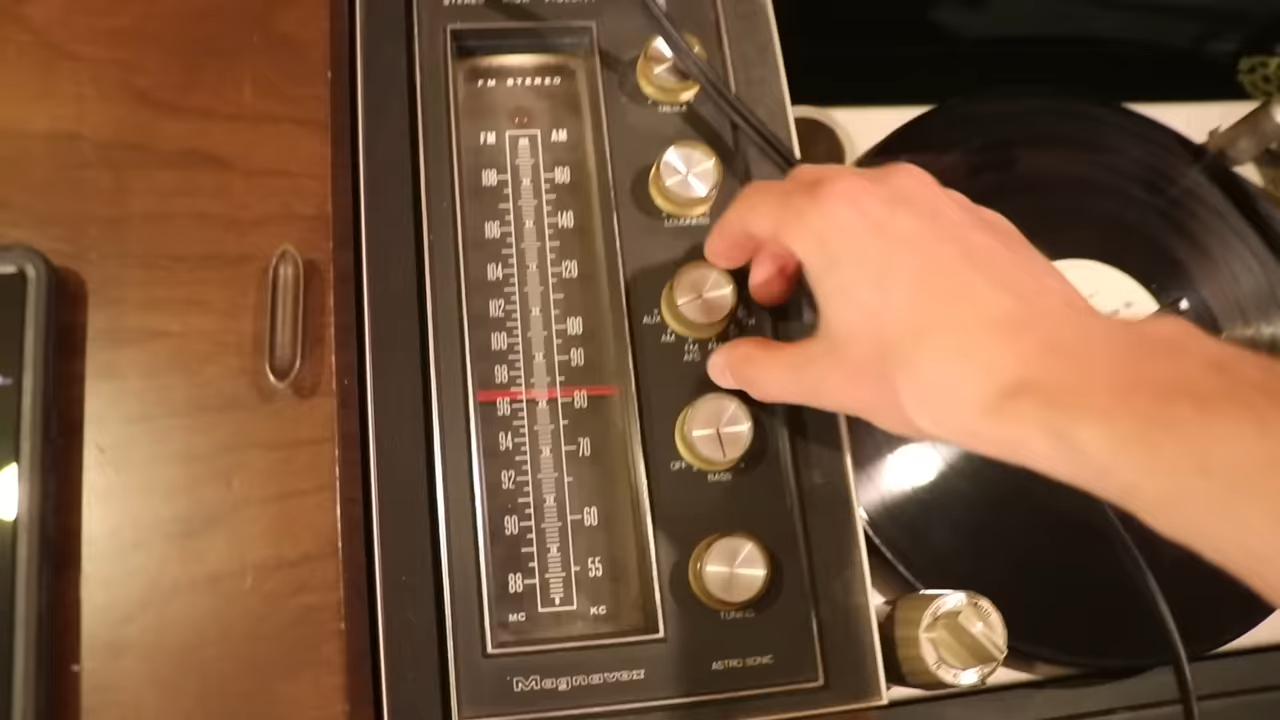 FM STEREO
FM AM
108 160
106 140
104 120
102
100 100
98 90
96 80
94 70
92
90 60
88 55
MC KC
Magnavox
ASTRO SONIC
LOUDNESS
AUX
AM
FM
AFC
OFF
BASS
TUNING